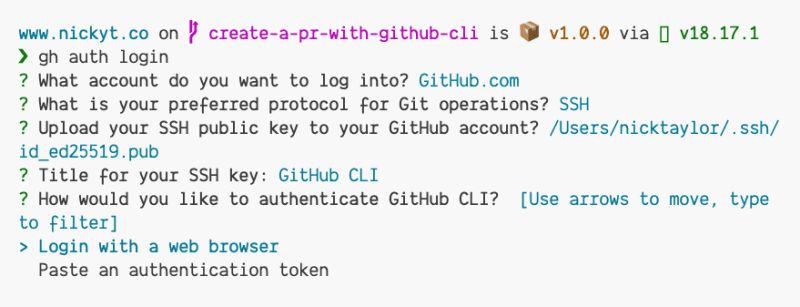 www.nickyt.co on create-a-pr-with-github-cli is 📦 v1.0.0 via v18.17.1
❯ gh auth login
? What account do you want to log into? GitHub.com
? What is your preferred protocol for Git operations? SSH
? Upload your SSH public key to your GitHub account? /Users/nicktaylor/.ssh/
id_ed25519.pub
? Title for your SSH key: GitHub CLI
? How would you like to authenticate GitHub CLI?  [Use arrows to move, type
to filter]
> Login with a web browser
  Paste an authentication token